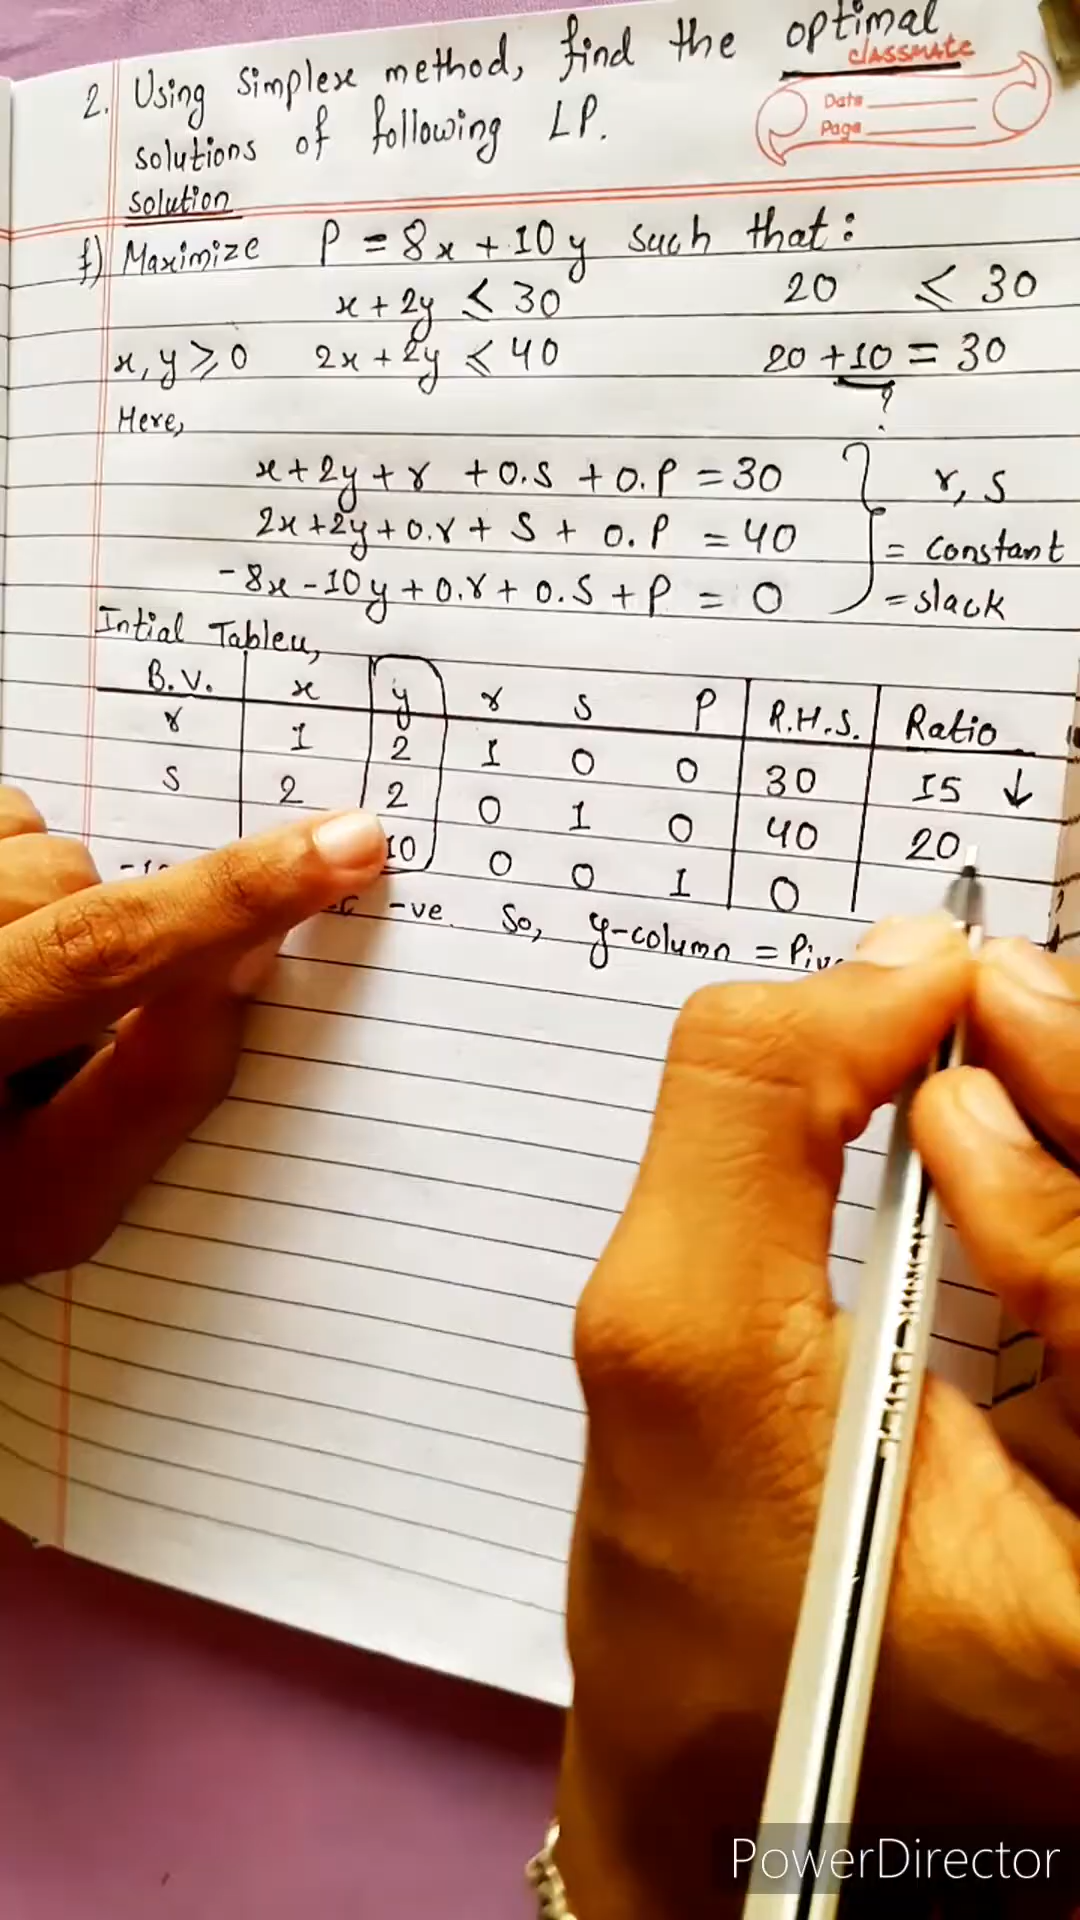 2. Using Simplex method, find the optimal
classmate
Date
Page
solutions of following LP.
solution
f) Maximize P = 8x + 10y such that:
x + 2y ≤ 30 20 ≤ 30
x, y ≥ 0 2x + 2y ≤ 40 20 + 10 = 30
?
Here,
x + 2y + r + 0.S + 0.P = 30 } r, s
2x + 2y + 0.r + S + 0.P = 40 = constant
-8x - 10y + 0.r + 0.S + P = 0 = slack
Intial Tableu,
B.V. x y r s P R.H.S. Ratio
r 1 2 1 0 0 30 15 ↓
S 2 2 0 1 0 40 20
10 0 0 1 0
-ve. So, y-column =
PowerDirector